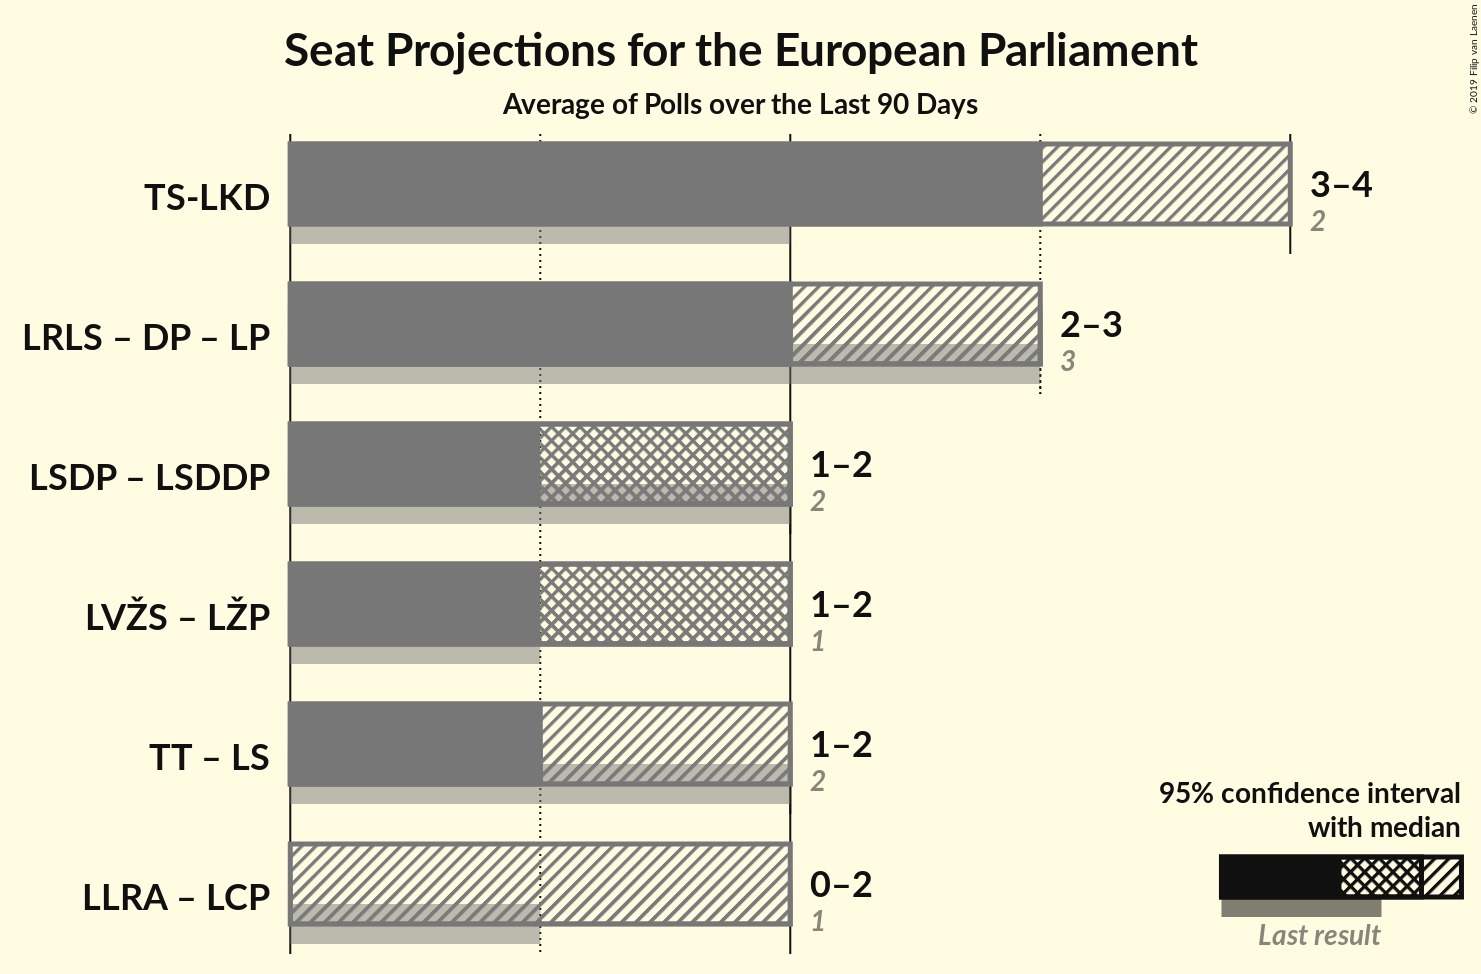 Seat Projections for the European Parliament
Average of Polls over the Last 90 Days
© 2019 Filip van Laenen
TS-LKD
3–4
2
LRLS – DP – LP
2–3
3
LSDP – LSDDP
1–2
2
LVŽS – LŽP
1–2
1
TT – LS
1–2
2
LLRA – LCP
0–2
1
95% confidence interval
with median
Last result